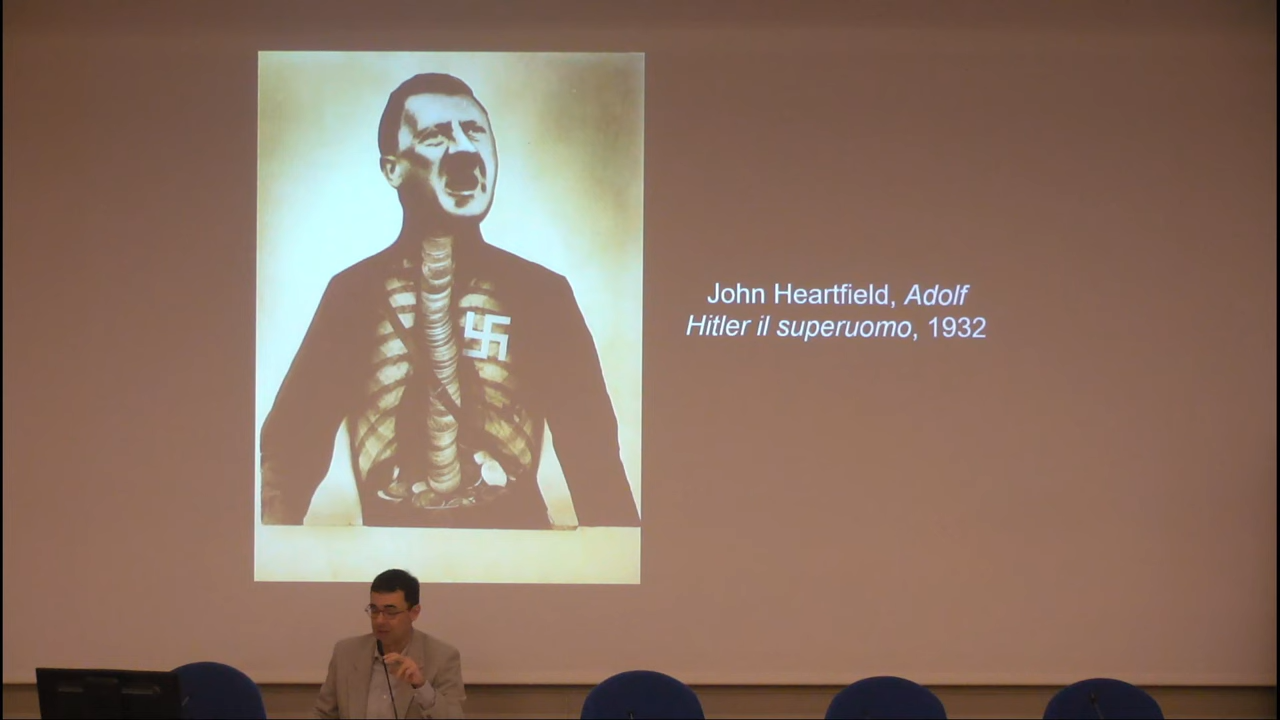 John Heartfield, Adolf
Hitler il superuomo, 1932